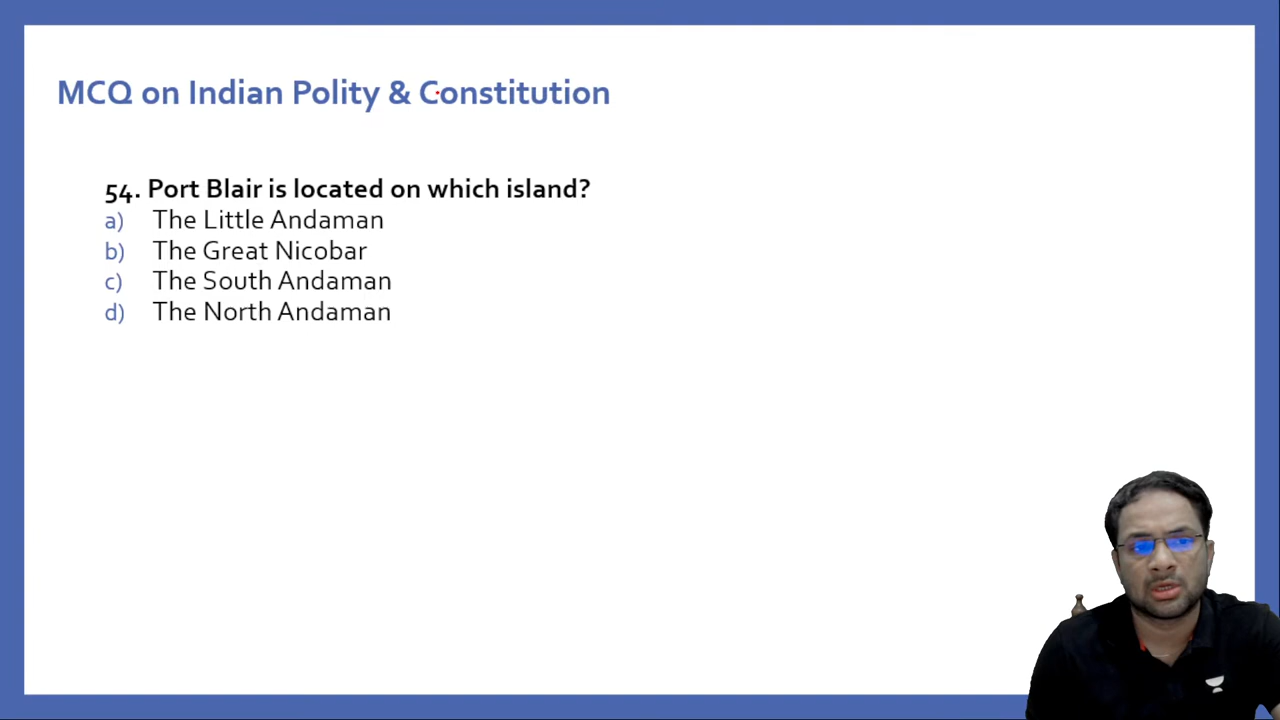 MCQ on Indian Polity & Constitution
54. Port Blair is located on which island?
a) The Little Andaman
b) The Great Nicobar
c) The South Andaman
d) The North Andaman